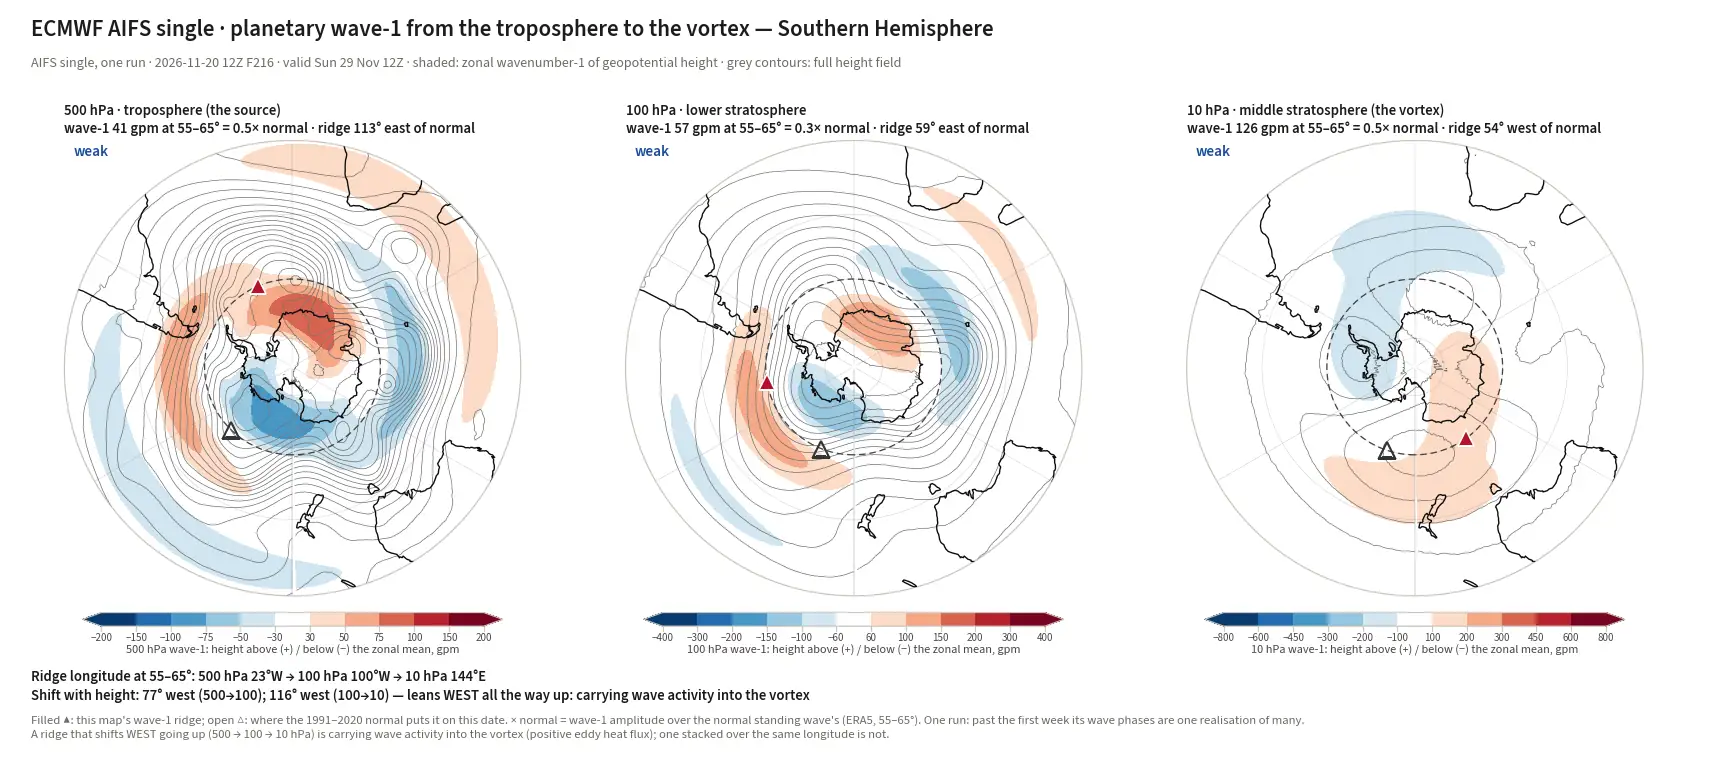 ECMWF AIFS single · planetary wave-1 from the troposphere to the vortex — Southern Hemisphere
AIFS single, one run · 2026-11-20 12Z F216 · valid Sun 29 Nov 12Z · shaded: zonal wavenumber-1 of geopotential height · grey contours: full height field
500 hPa · troposphere (the source)
wave-1 41 gpm at 55–65° = 0.5× normal · ridge 113° east of normal
weak
100 hPa · lower stratosphere
wave-1 57 gpm at 55–65° = 0.3× normal · ridge 59° east of normal
weak
10 hPa · middle stratosphere (the vortex)
wave-1 126 gpm at 55–65° = 0.5× normal · ridge 54° west of normal
weak
−200 −150 −100 −75 −50 −30 30 50 75 100 150 200
500 hPa wave-1: height above (+) / below (−) the zonal mean, gpm
−400 −300 −200 −150 −100 −60 60 100 150 200 300 400
100 hPa wave-1: height above (+) / below (−) the zonal mean, gpm
−800 −600 −450 −300 −200 −100 100 200 300 450 600 800
10 hPa wave-1: height above (+) / below (−) the zonal mean, gpm
Ridge longitude at 55–65°: 500 hPa 23°W → 100 hPa 100°W → 10 hPa 144°E
Shift with height: 77° west (500→100); 116° west (100→10) — leans WEST all the way up: carrying wave activity into the vortex
Filled ▲: this map's wave-1 ridge; open △: where the 1991–2020 normal puts it on this date. × normal = wave-1 amplitude over the normal standing wave's (ERA5, 55–65°). One run: past the first week its wave phases are one realisation of many.
A ridge that shifts WEST going up (500 → 100 → 10 hPa) is carrying wave activity into the vortex (positive eddy heat flux); one stacked over the same longitude is not.